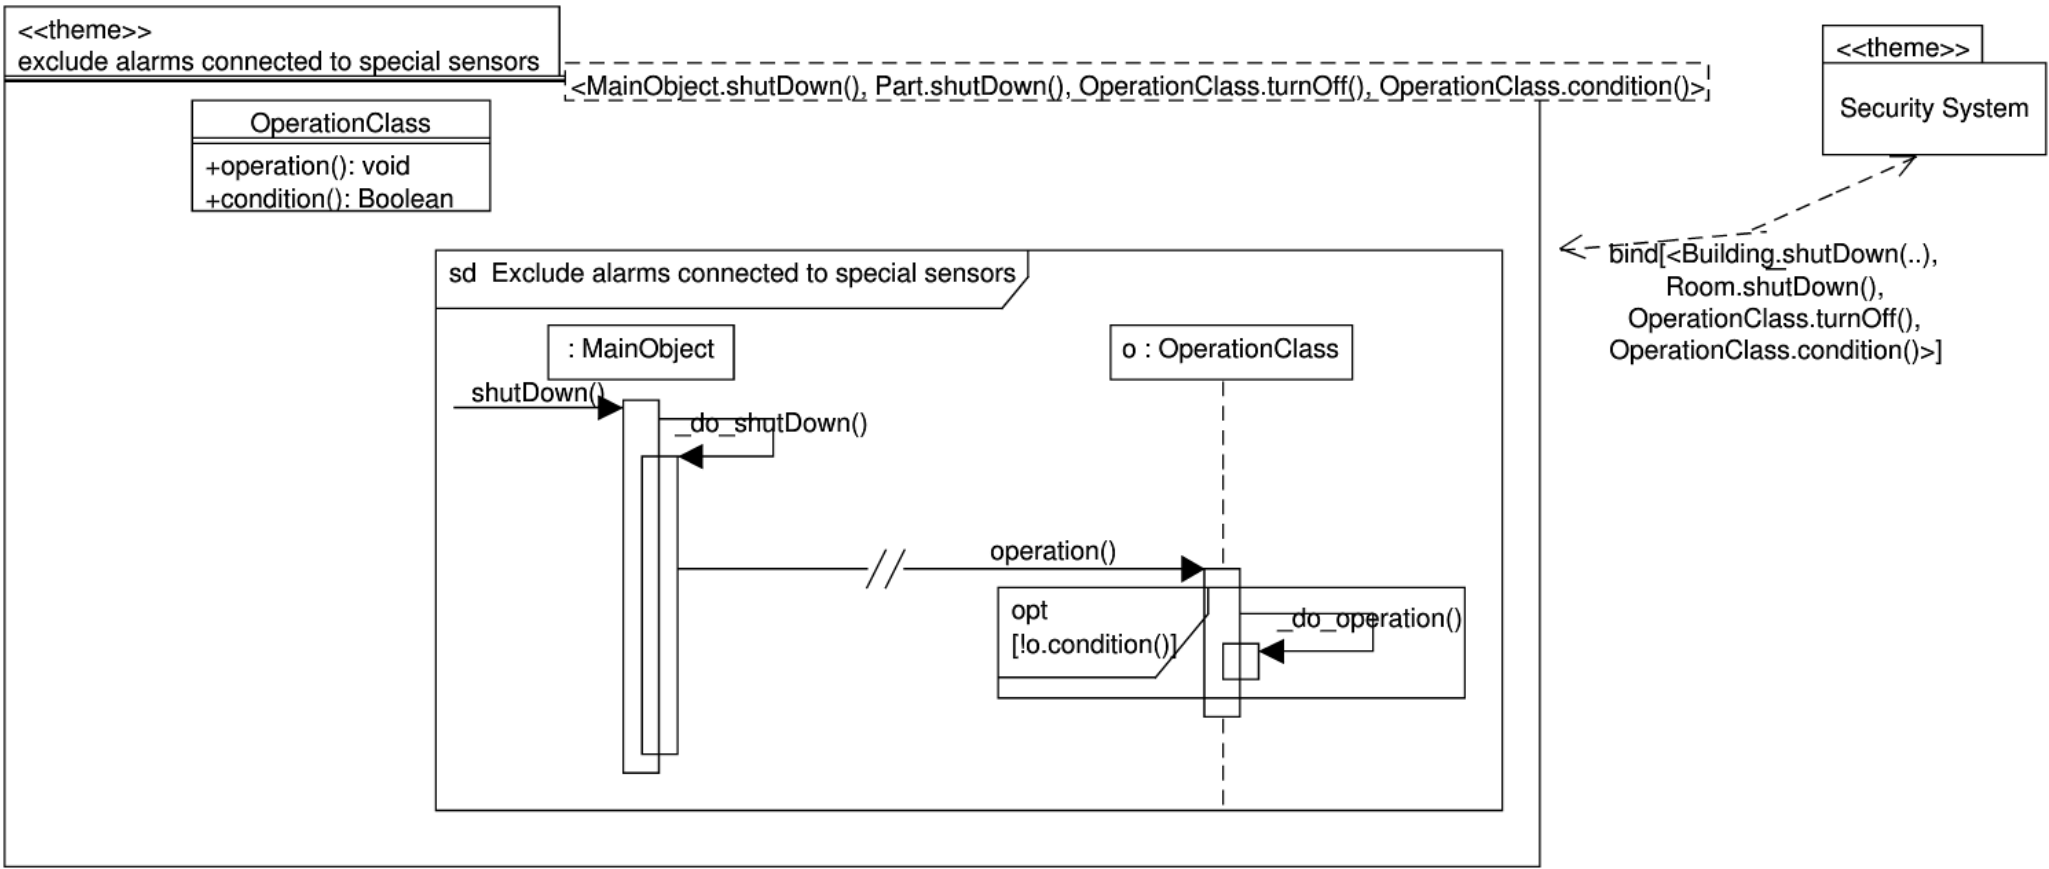 <<theme>>
exclude alarms connected to special sensors
<MainObject.shutDown(), Part.shutDown(), OperationClass.turnOff(), OperationClass.condition()>
<<theme>>
Security System
OperationClass
+operation(): void
+condition(): Boolean
bind[<Building.shutDown(..),
Room.shutDown(),
OperationClass.turnOff(),
OperationClass.condition()>]
sd Exclude alarms connected to special sensors
: MainObject
o : OperationClass
shutDown()
_do_shutDown()
operation()
opt
[!o.condition()]
_do_operation()